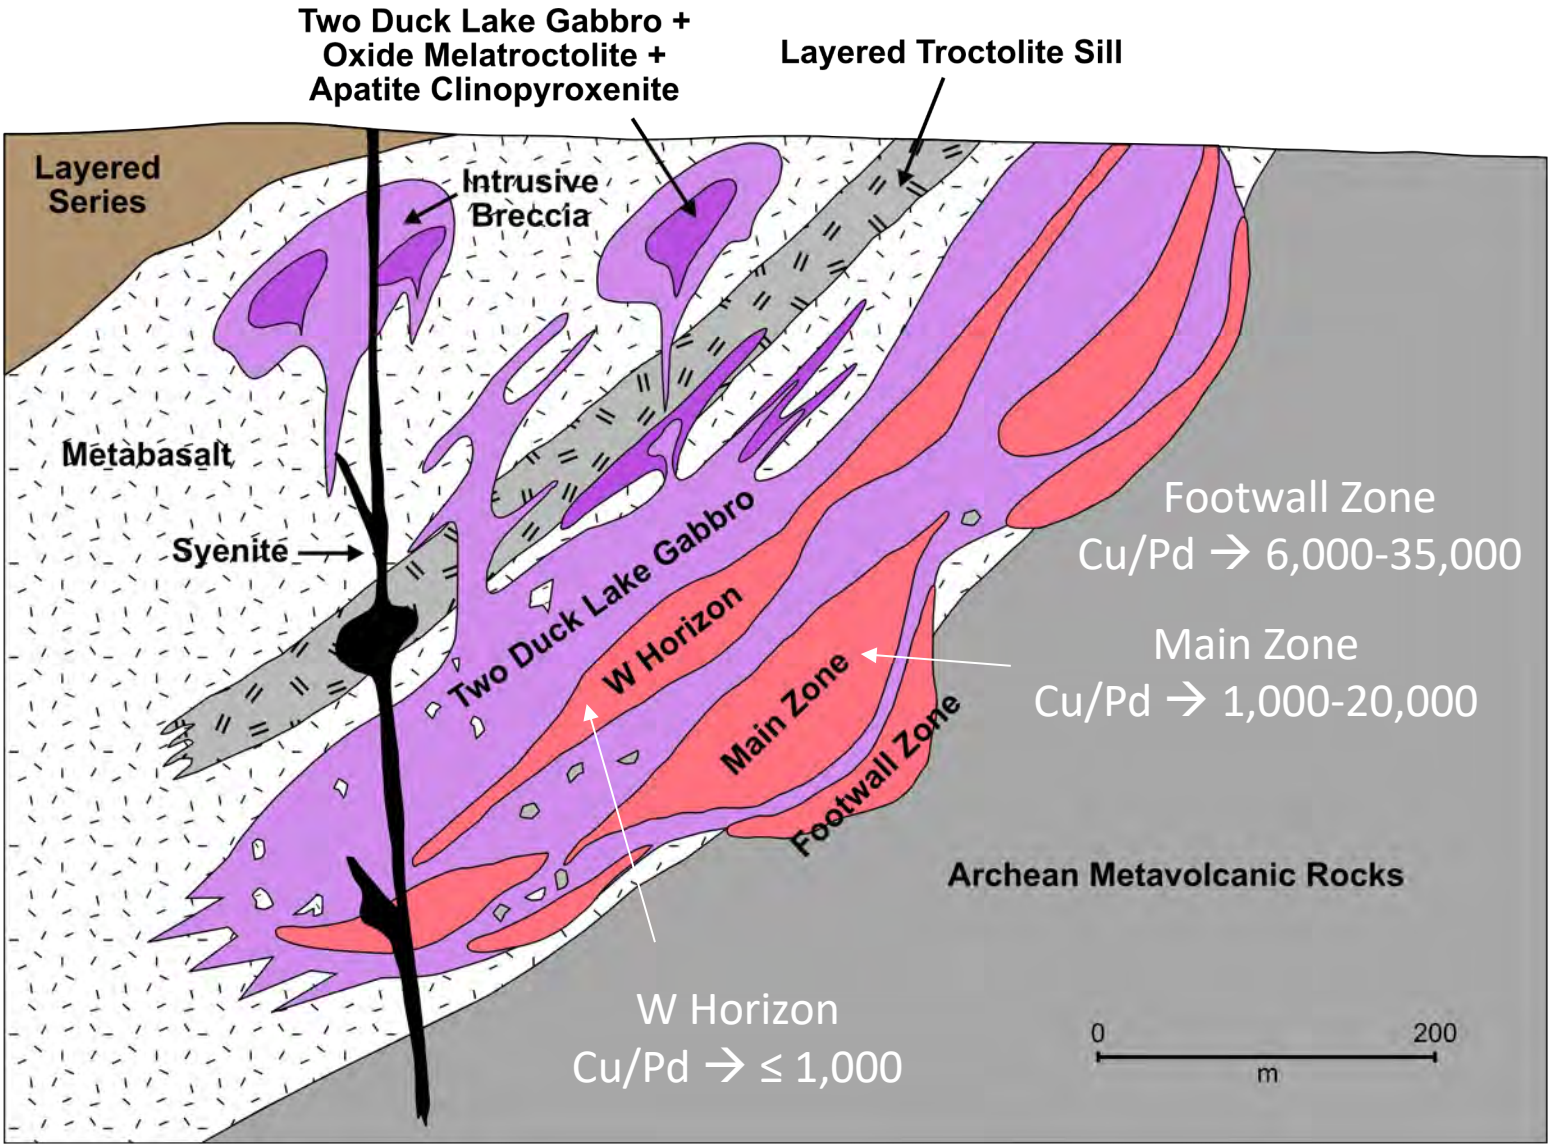 Two Duck Lake Gabbro +
Oxide Melatroctolite +
Apatite Clinopyroxenite
Layered Troctolite Sill
Layered
Series
Intrusive
Breccia
Metabasalt
Syenite
Two Duck Lake Gabbro
W Horizon
Main Zone
Footwall Zone
Footwall Zone
Cu/Pd → 6,000-35,000
Main Zone
Cu/Pd → 1,000-20,000
Archean Metavolcanic Rocks
W Horizon
Cu/Pd → ≤ 1,000
0 200
m